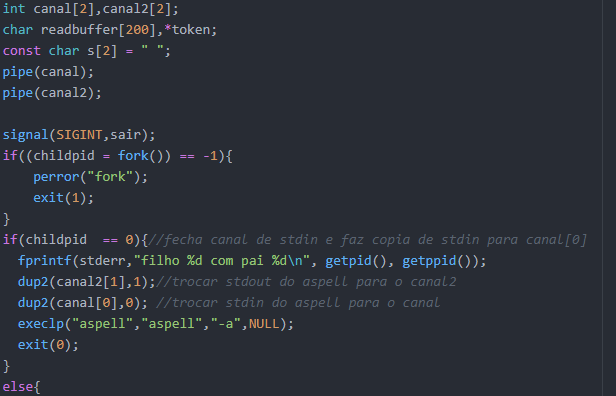 int canal[2],canal2[2];
char readbuffer[200],*token;
const char s[2] = " ";
pipe(canal);
pipe(canal2);

signal(SIGINT,sair);
if((childpid = fork()) == -1){
    perror("fork");
    exit(1);
}
if(childpid  == 0){//fecha canal de stdin e faz copia de stdin para canal[0]
  fprintf(stderr,"filho %d com pai %d\n", getpid(), getppid());
  dup2(canal2[1],1);//trocar stdout do aspell para o canal2
  dup2(canal[0],0); //trocar stdin do aspell para o canal
  execlp("aspell","aspell","-a",NULL);
  exit(0);
}
else{